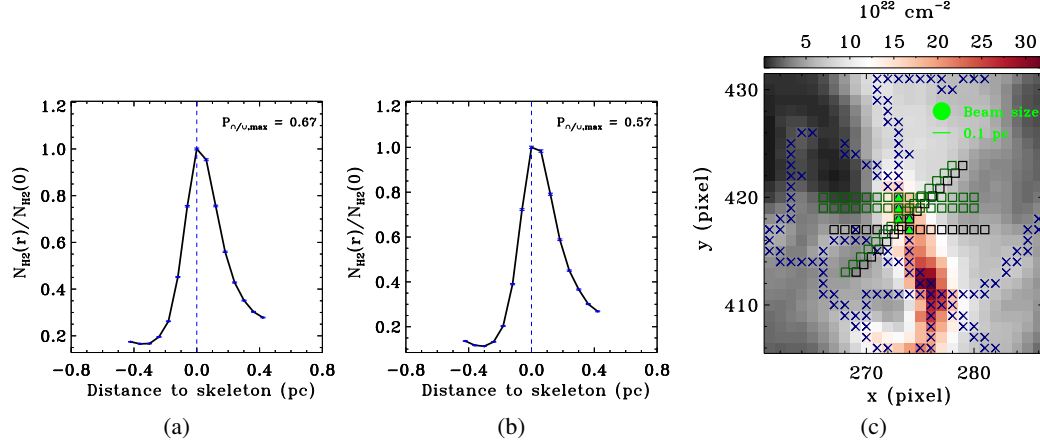 1.2
1.0
0.8
0.6
0.4
0.2
N_H2(r)/N_H2(0)
P_∩/∪,max = 0.67
−0.8 −0.4 0.0 0.4 0.8
Distance to skeleton (pc)
(a)
1.2
1.0
0.8
0.6
0.4
0.2
N_H2(r)/N_H2(0)
P_∩/∪,max = 0.57
−0.8 −0.4 0.0 0.4 0.8
Distance to skeleton (pc)
(b)
10^22 cm^−2
5 10 15 20 25 30
430
420
410
y (pixel)
Beam size
0.1 pc
270 280
x (pixel)
(c)